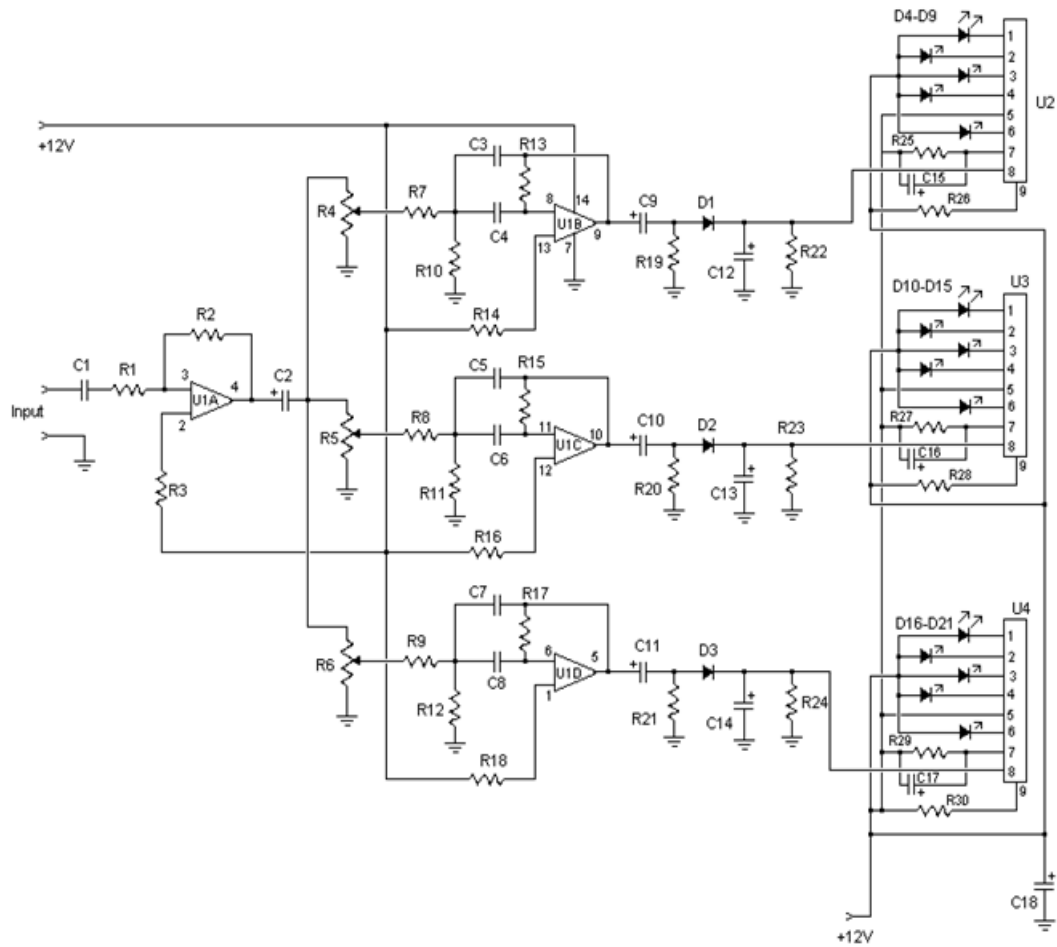 D4-D9
1
2
3
4
5
6
7
8
9
U2
R25
C15
+
R26
+12V
C3
R13
R4
R7
C4
8
14
U1B
13
7
9
R10
R14
+
C9
D1
R19
C12
+
R22
D10-D15
U3
1
2
3
4
5
6
7
8
9
R27
C16
+
R28
R2
C1
R1
3
4
U1A
2
+
C2
Input
R3
C5
R15
R5
R8
C6
11
10
U1C
12
R11
R16
+
C10
D2
R23
R20
C13
+
D16-D21
U4
1
2
3
4
5
6
7
8
9
R29
C17
+
R30
C7
R17
R6
R9
C8
6
5
U1D
1
R12
R18
C11
+
D3
R21
C14
+
R24
+
C18
+12V